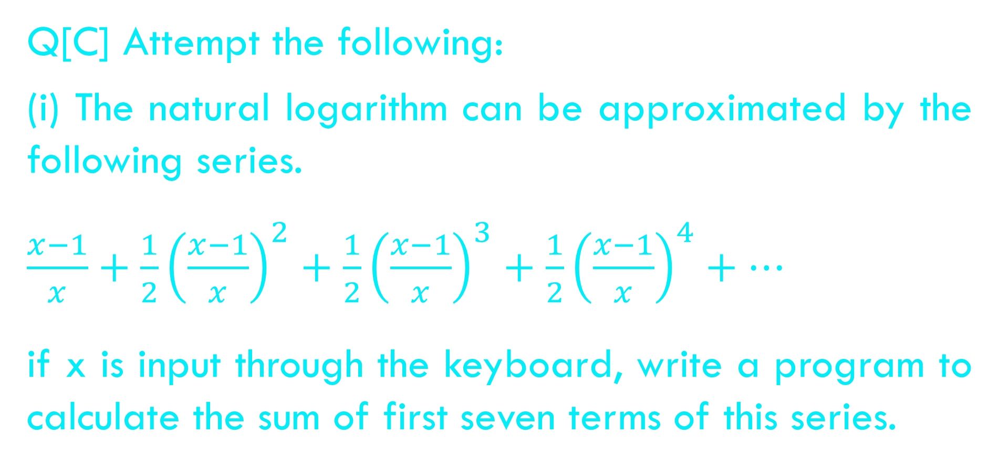 Q[C] Attempt the following:
(i) The natural logarithm can be approximated by the
following series.
\frac{x-1}{x} + \frac{1}{2}\left(\frac{x-1}{x}\right)^2 + \frac{1}{2}\left(\frac{x-1}{x}\right)^3 + \frac{1}{2}\left(\frac{x-1}{x}\right)^4 + ⋯
if x is input through the keyboard, write a program to
calculate the sum of first seven terms of this series.